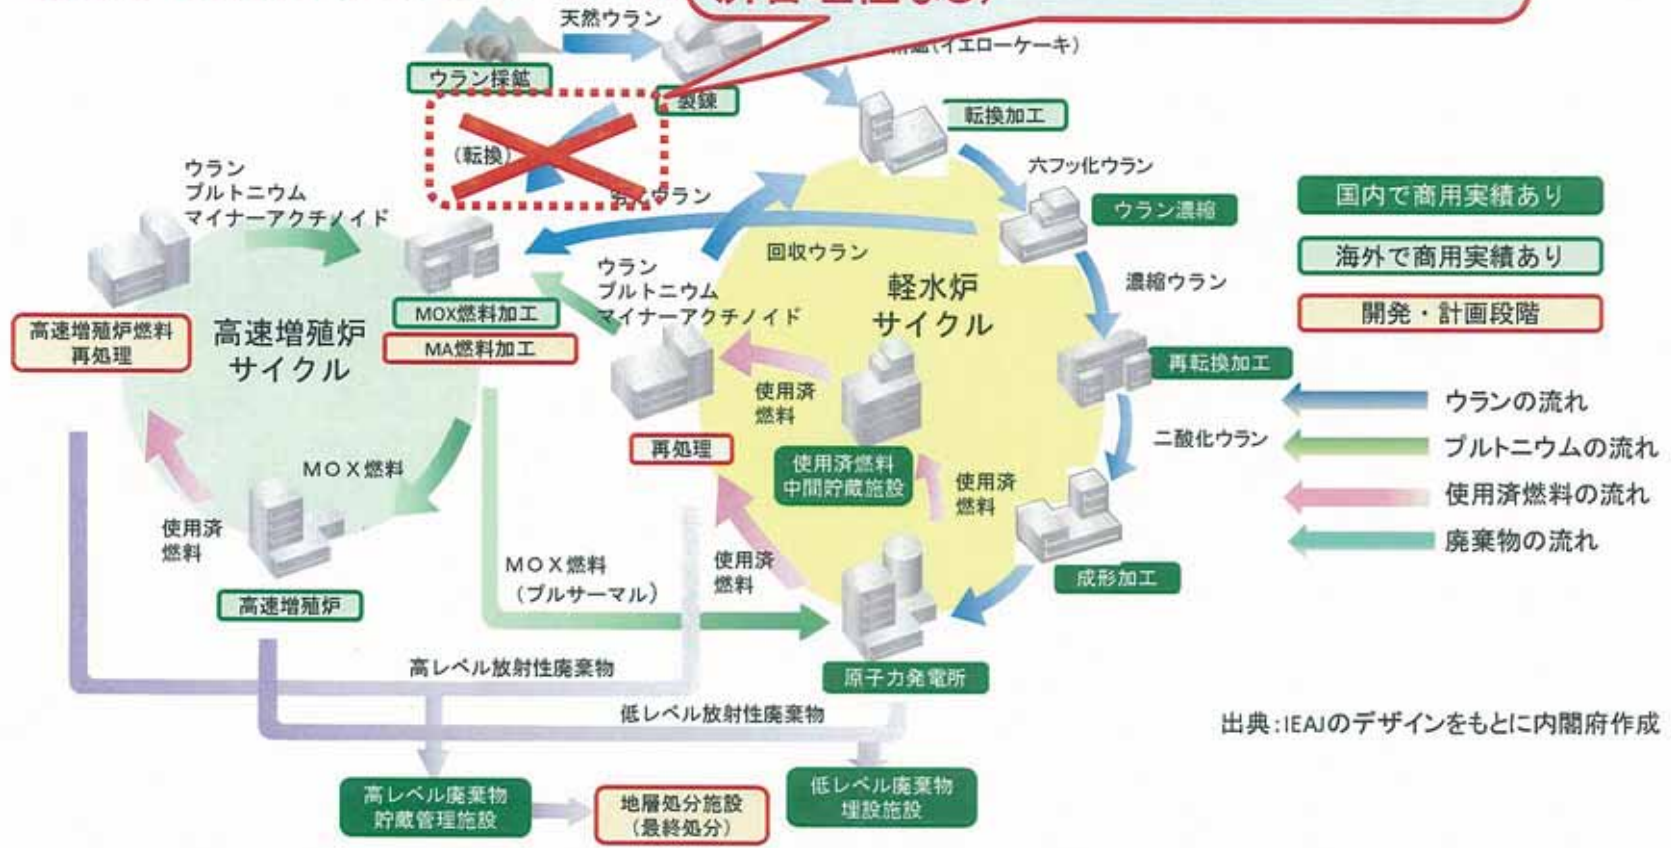 天然ウラン
(イエローケーキ)
ウラン採鉱
製錬
転換加工
(転換)
六フッ化ウラン
ウラン
プルトニウム
マイナーアクチノイド
ウラン濃縮
国内で商用実績あり
海外で商用実績あり
開発・計画段階
回収ウラン
濃縮ウラン
ウラン
プルトニウム
マイナーアクチノイド
軽水炉
サイクル
MOX燃料加工
MA燃料加工
高速増殖炉燃料
再処理
高速増殖炉
サイクル
再転換加工
使用済
燃料
再処理
使用済燃料
中間貯蔵施設
二酸化ウラン
ウランの流れ
プルトニウムの流れ
使用済燃料の流れ
廃棄物の流れ
MOX燃料
使用済
燃料
使用済
燃料
使用済
燃料
MOX燃料
(プルサーマル)
成形加工
高速増殖炉
高レベル放射性廃棄物
原子力発電所
低レベル放射性廃棄物
出典:IEAJのデザインをもとに内閣府作成
高レベル廃棄物
貯蔵管理施設
地層処分施設
(最終処分)
低レベル廃棄物
埋設施設